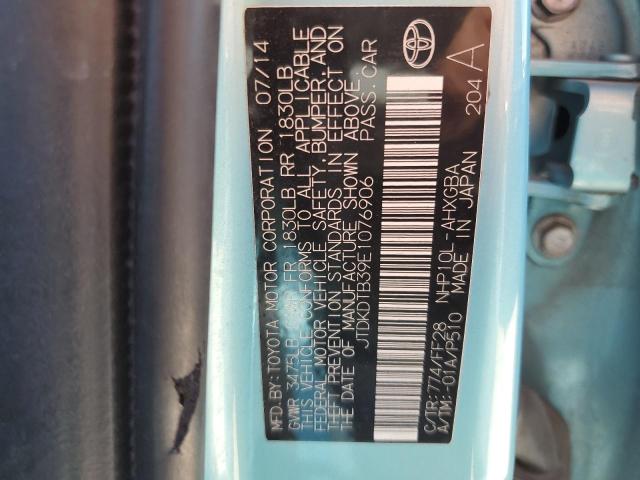 MFD.BY:TOYOTA MOTOR CORPORATION 07/14
GVWR 3475LB FR 1830LB RR 1830LB
THIS VEHICLE CONFORMS TO ALL APPLICABLE
FEDERAL MOTOR VEHICLE SAFETY, BUMPER, AND
THEFT PREVENTION STANDARDS IN EFFECT ON
THE DATE OF MANUFACTURE SHOWN ABOVE.
JTDKDTB39E1076906 PASS.CAR
C/TR:7744/FF28 NHP10L-AHXGBA
A/TM:-01A/P510 MADE IN JAPAN 204 A